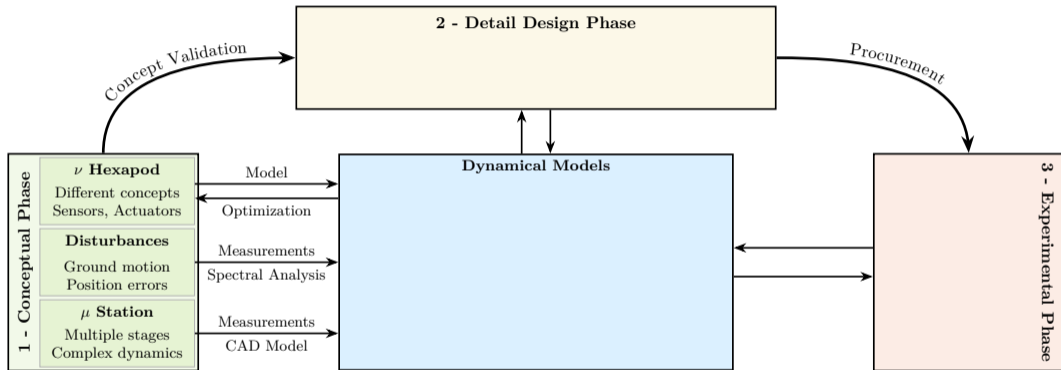 2 - Detail Design Phase
Concept Validation
Procurement
1 - Conceptual Phase
ν Hexapod
Different concepts
Sensors, Actuators
Disturbances
Ground motion
Position errors
μ Station
Multiple stages
Complex dynamics
Model
Optimization
Measurements
Spectral Analysis
Measurements
CAD Model
Dynamical Models
3 - Experimental Phase